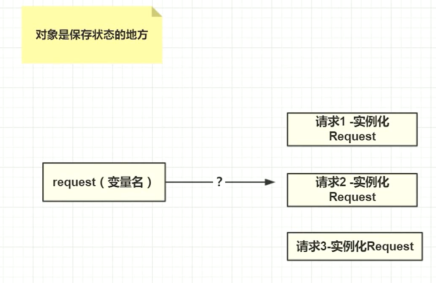 对象是保存状态的地方
请求1 -实例化
Request
request（变量名）
?
请求2 -实例化
Request
请求3-实例化Request